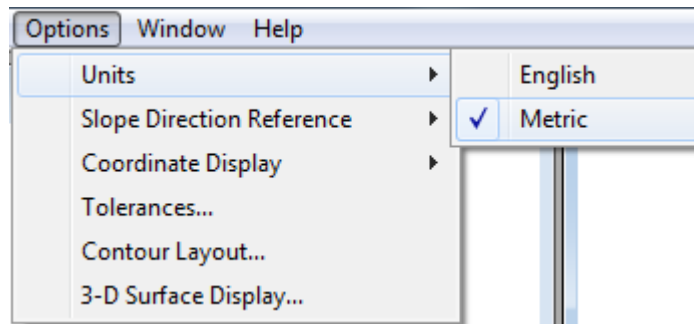 Options Window Help
Units
English
Slope Direction Reference
Metric
Coordinate Display
Tolerances...
Contour Layout...
3-D Surface Display...